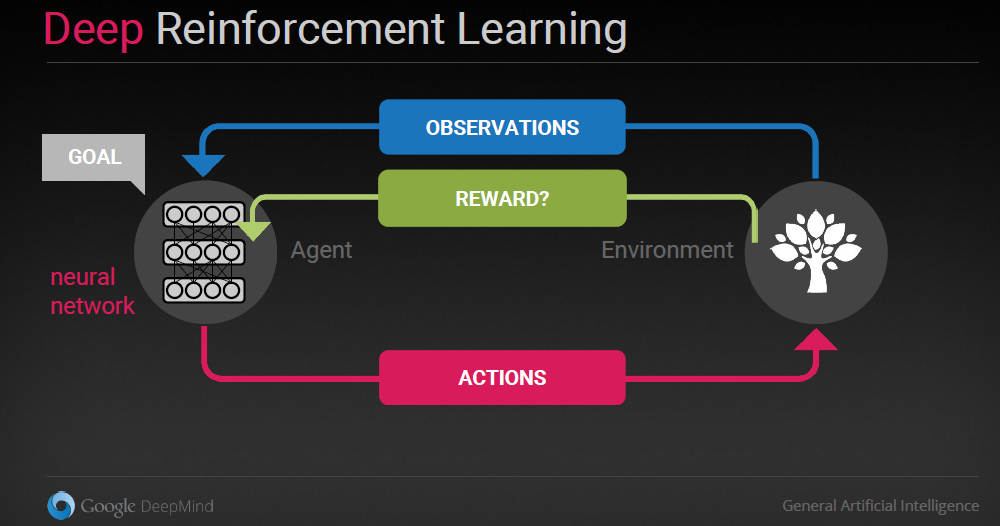 Deep Reinforcement Learning
OBSERVATIONS
GOAL
REWARD?
Agent
Environment
neural
network
ACTIONS
Google DeepMind
General Artificial Intelligence